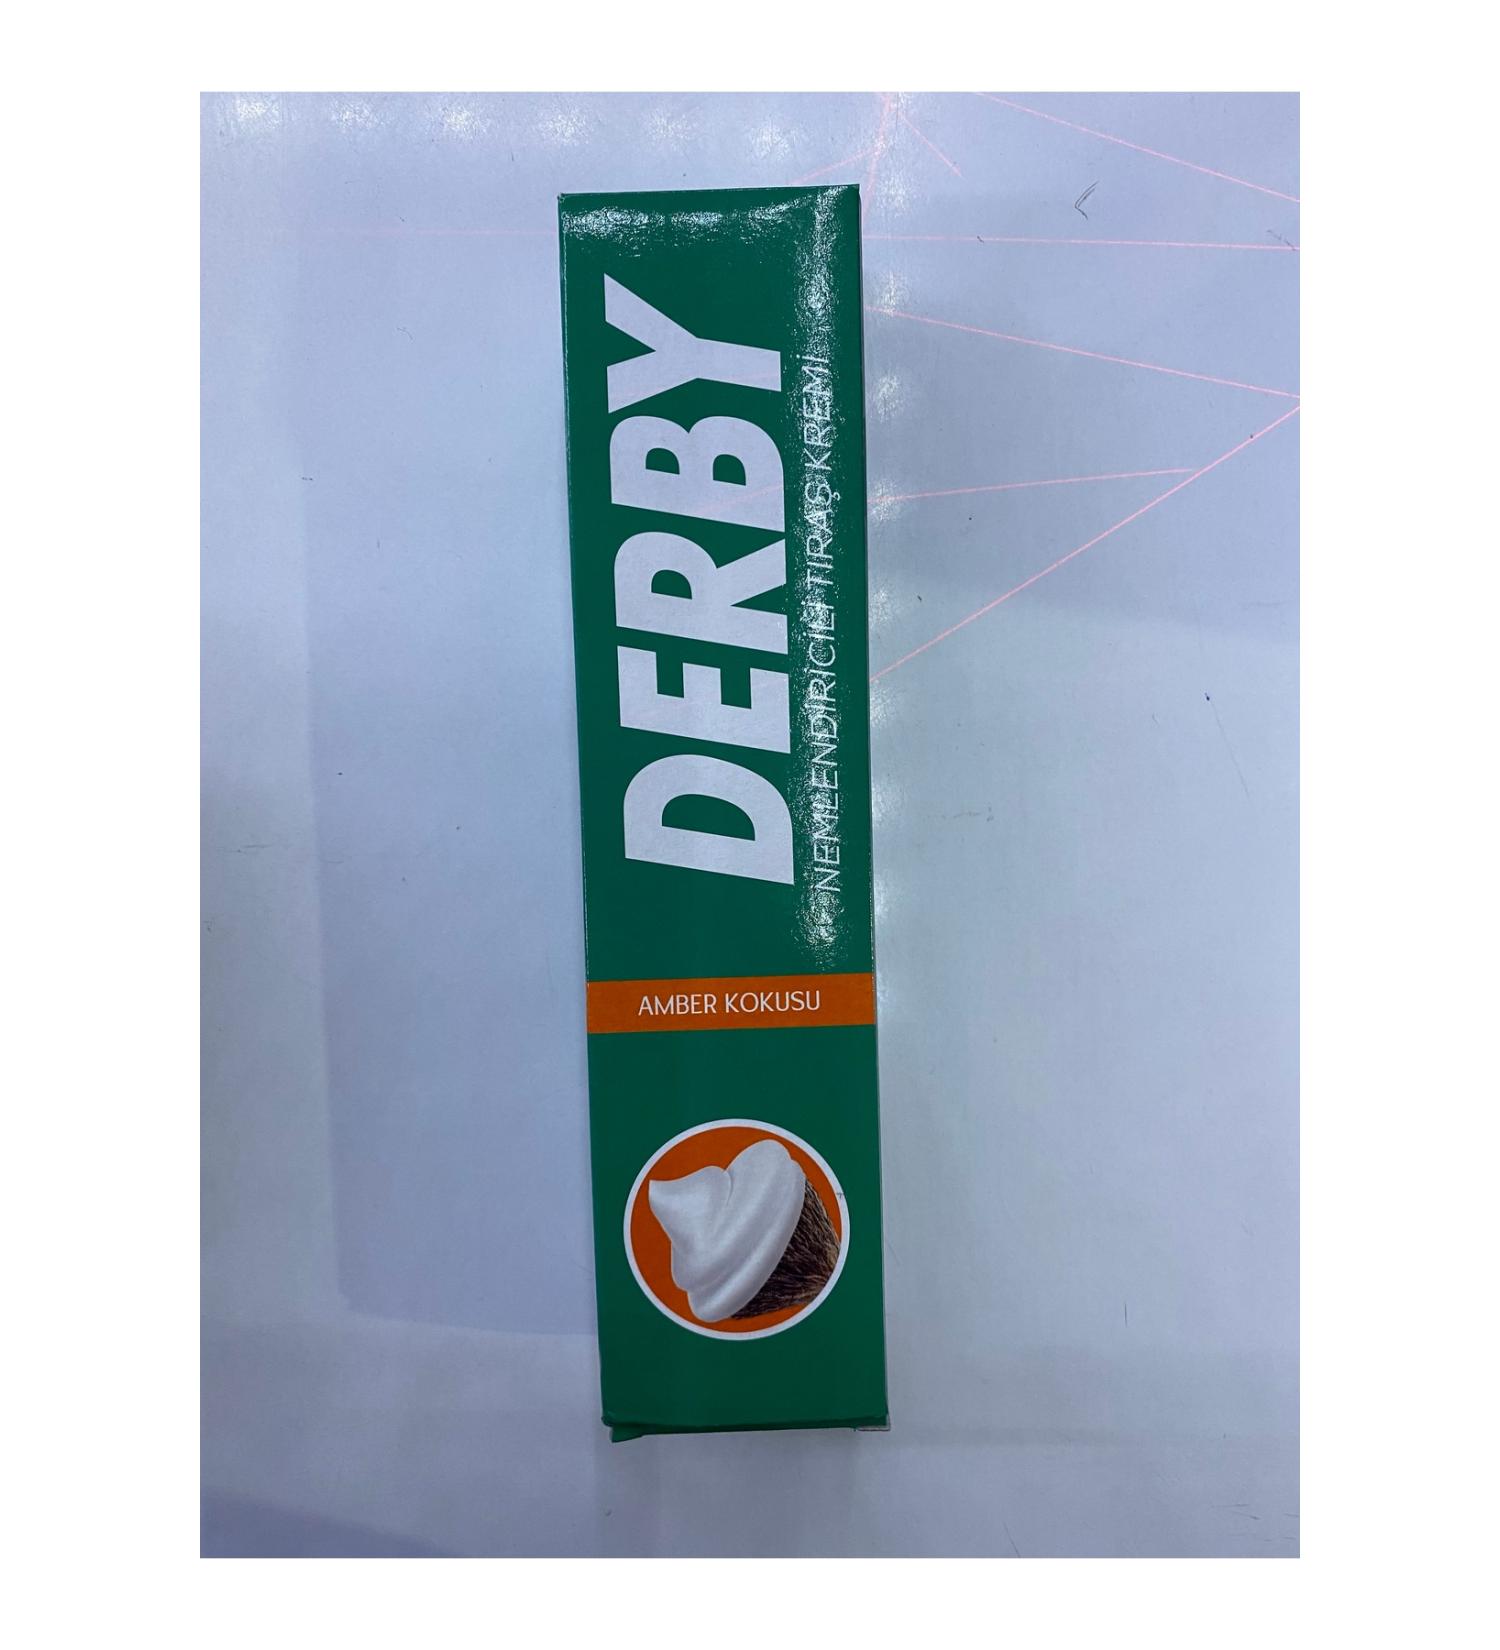 DERBY
NEMLENDİRİCİLİ TIRAŞ KREMİ
AMBER KOKUSU